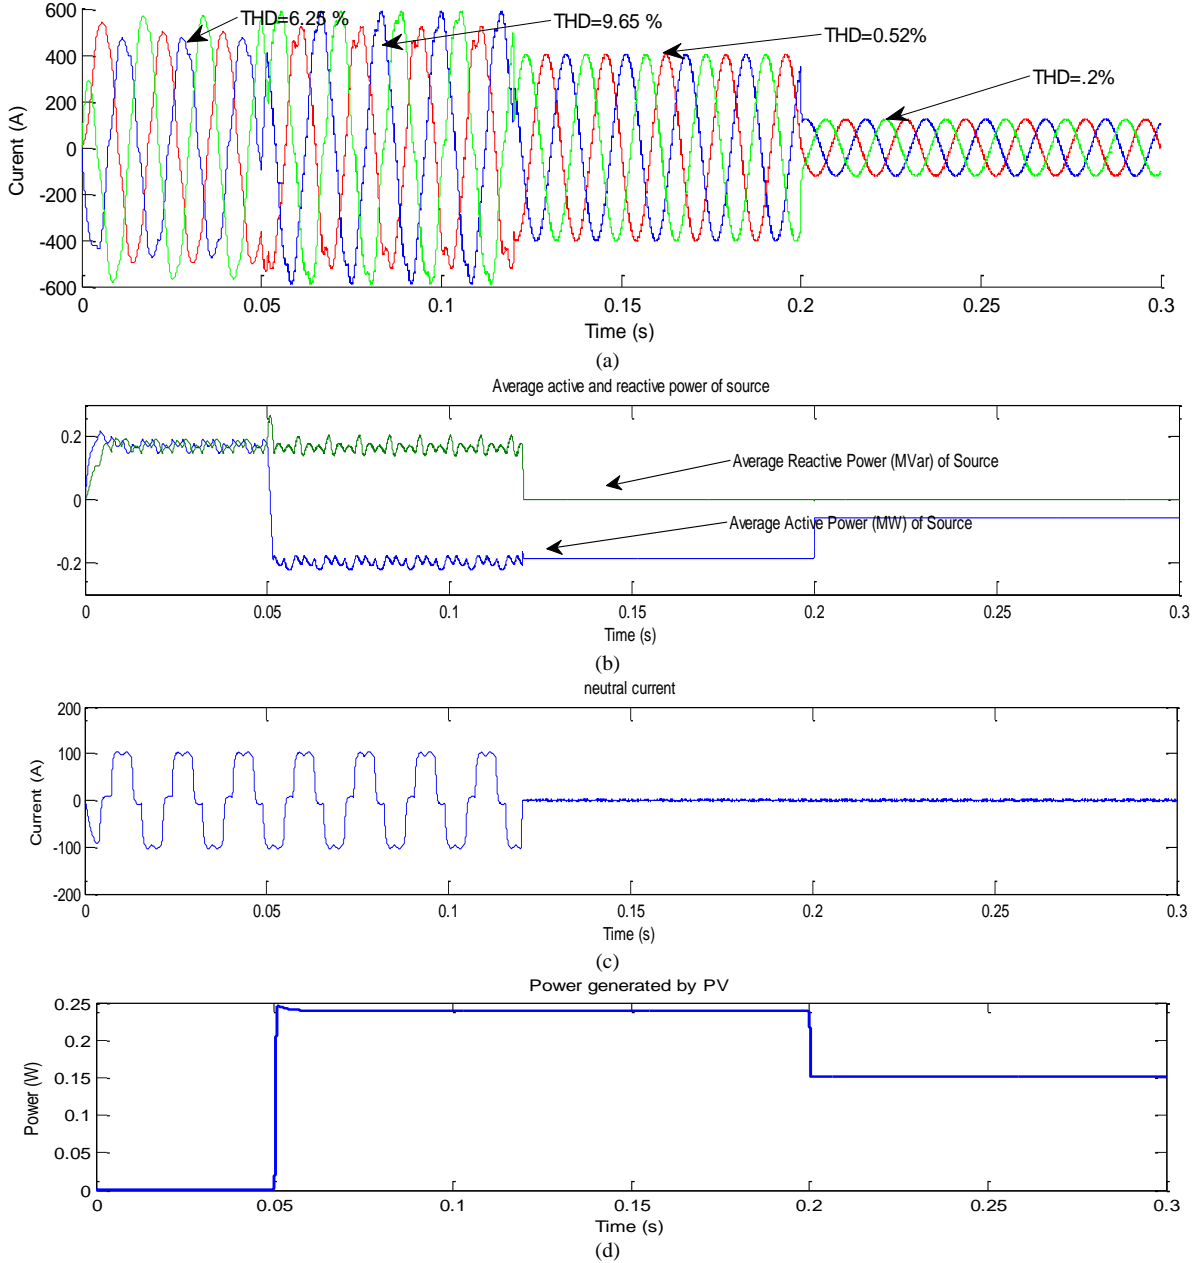 600
400
200
0
-200
-400
600
Current (A)
THD=6.25 %
THD=9.65 %
THD=0.52%
THD=.2%
0
0.05
0.1
0.15
0.2
0.25
0.3
Time (s)
(a)
Average active and reactive power of source
0.2
0
-0.2
Average Reactive Power (MVar) of Source
Average Active Power (MW) of Source
0
0.05
0.1
0.15
0.2
0.25
0.3
Time (s)
(b)
neutral current
200
100
0
-100
-200
Current (A)
0
0.05
0.1
0.15
0.2
0.25
0.3
Time (s)
(c)
Power generated by PV
0.25
0.2
0.15
0.1
0.05
0
Power (W)
0
0.05
0.1
0.15
0.2
0.25
0.3
Time (s)
(d)